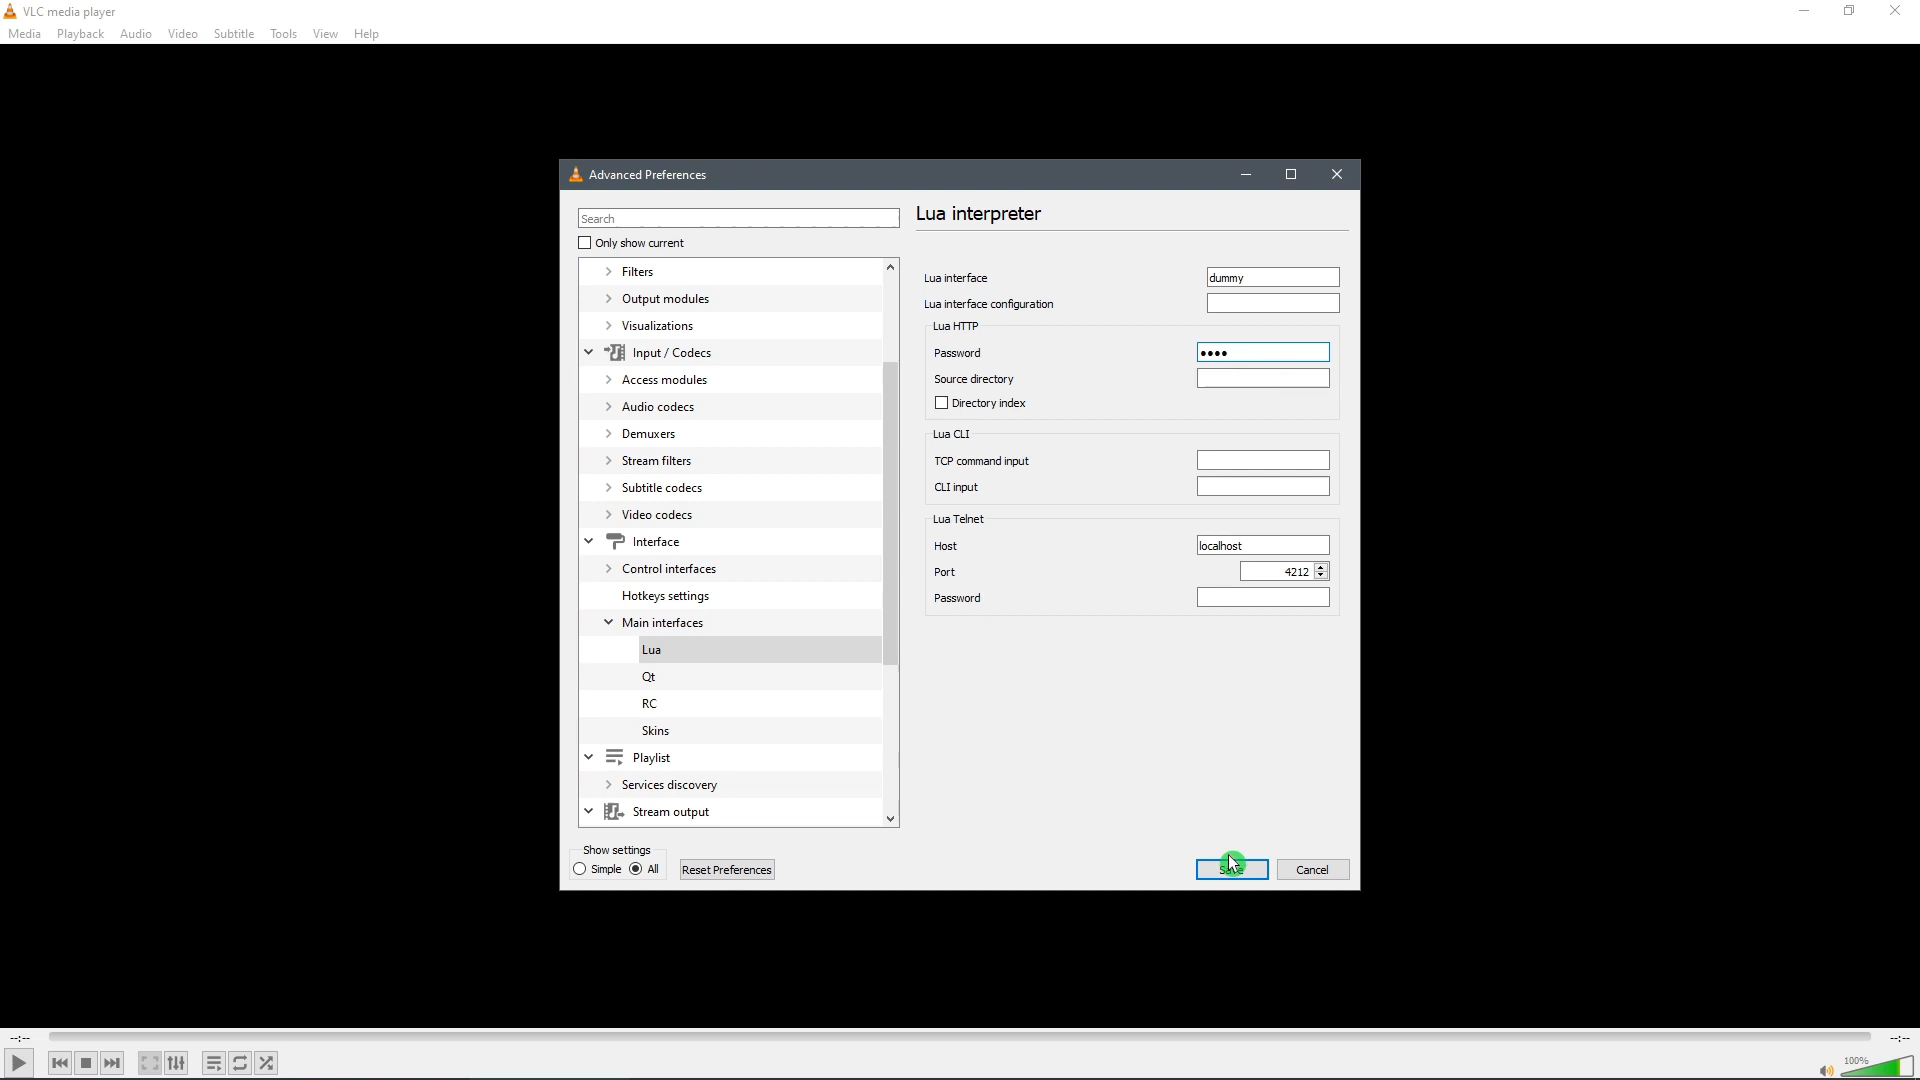 VLC media player
Media Playback Audio Video Subtitle Tools View Help
Advanced Preferences
Search
Only show current
Filters
Output modules
Visualizations
Input / Codecs
Access modules
Audio codecs
Demuxers
Stream filters
Subtitle codecs
Video codecs
Interface
Control interfaces
Hotkeys settings
Main interfaces
Lua
Qt
RC
Skins
Playlist
Services discovery
Stream output
Show settings
Simple All
Reset Preferences
Lua interpreter
Lua interface dummy
Lua interface configuration
Lua HTTP
Password ••••
Source directory
Directory index
Lua CLI
TCP command input
CLI input
Lua Telnet
Host localhost
Port 4212
Password
Save Cancel
--:-- --:--
100%